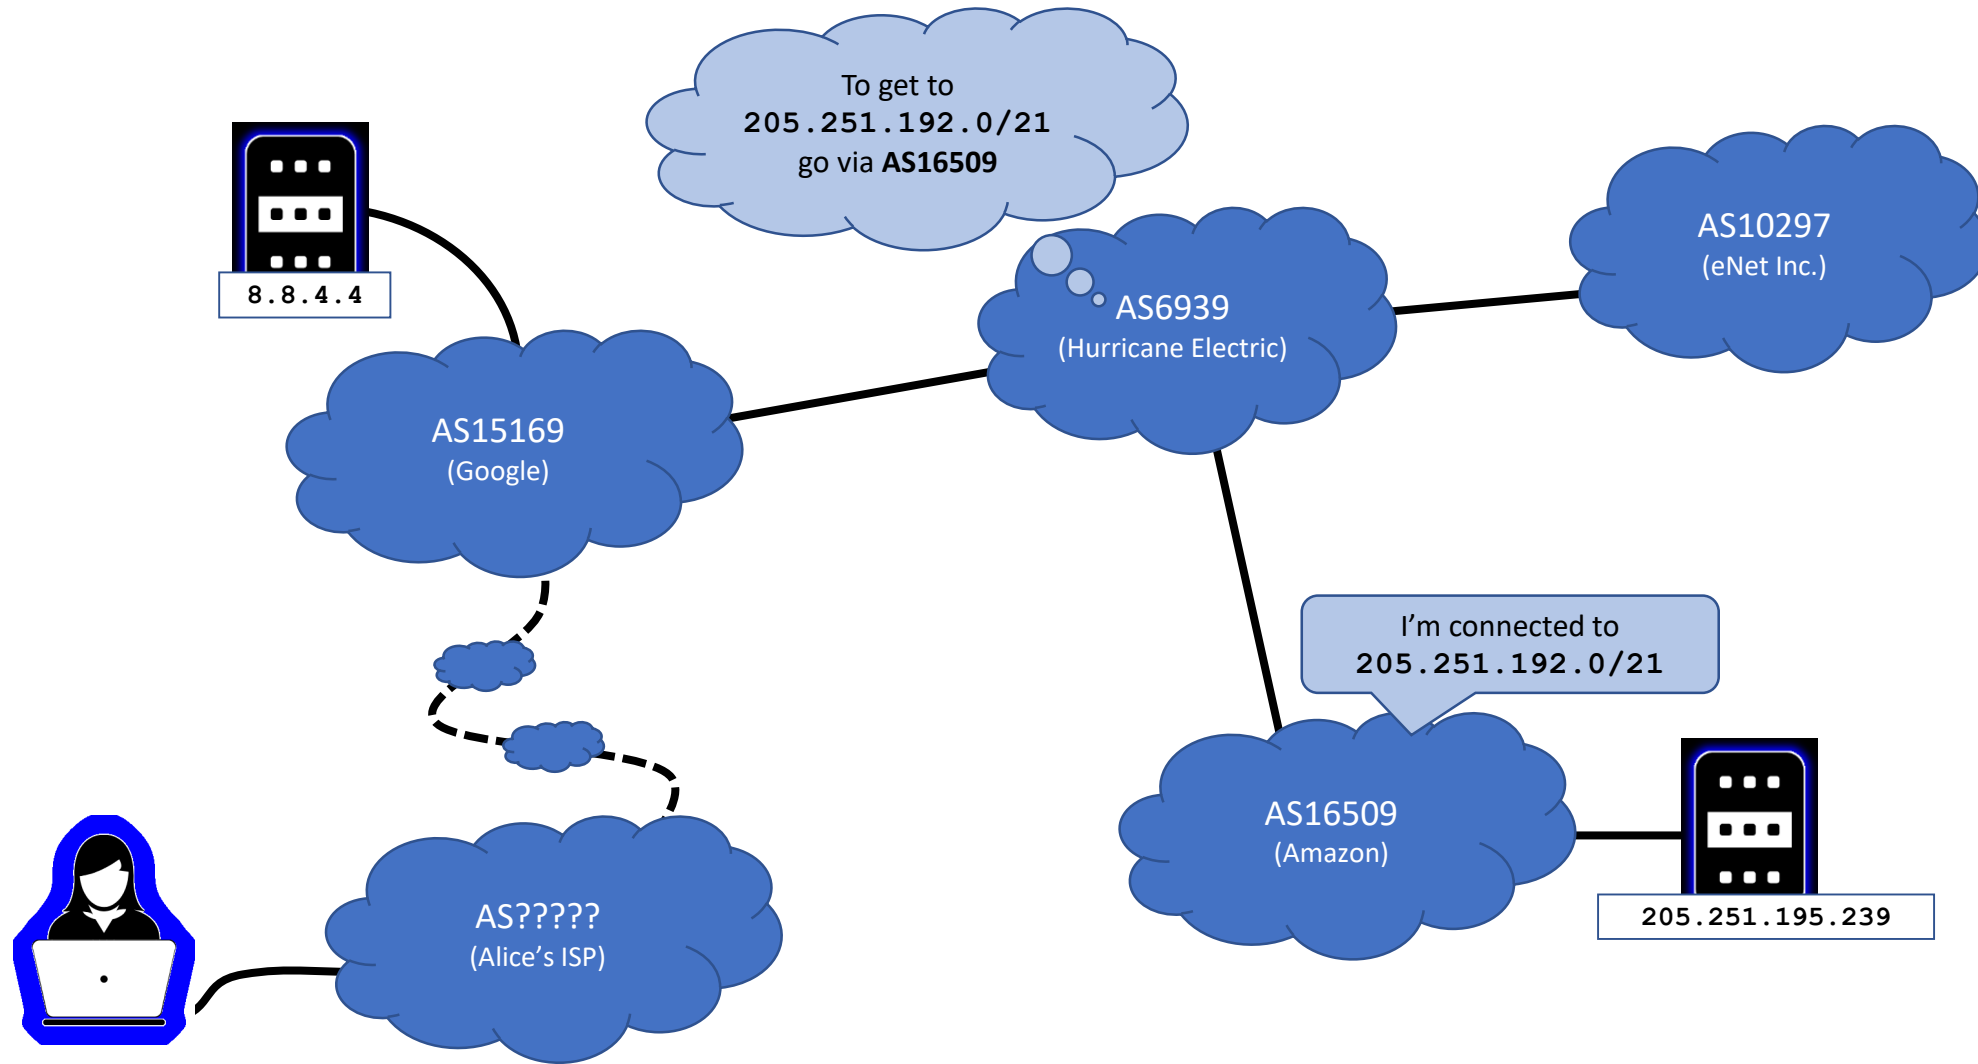 To get to
205.251.192.0/21
go via AS16509
8.8.4.4
AS10297
(eNet Inc.)
AS6939
(Hurricane Electric)
AS15169
(Google)
I’m connected to
205.251.192.0/21
AS16509
(Amazon)
205.251.195.239
AS?????
(Alice’s ISP)